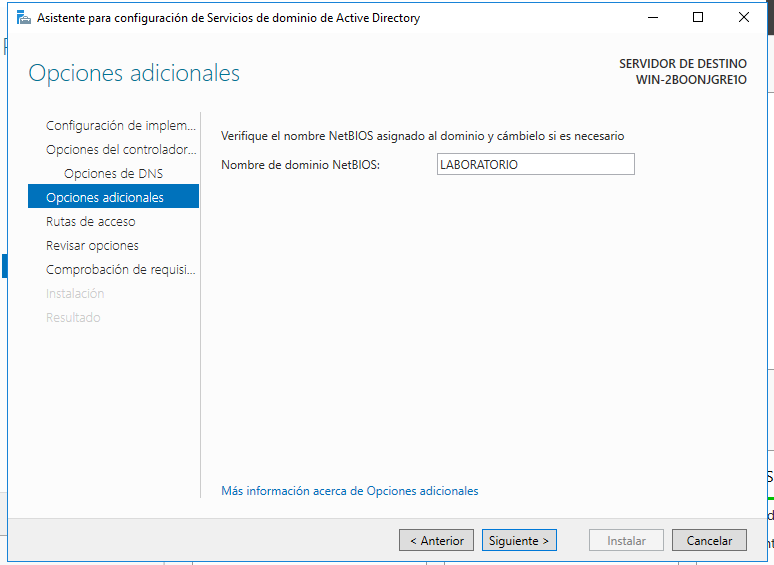 Asistente para configuración de Servicios de dominio de Active Directory
Opciones adicionales
SERVIDOR DE DESTINO
WIN-2BOONJGRE1O
Configuración de implem...
Opciones del controlador...
Opciones de DNS
Opciones adicionales
Rutas de acceso
Revisar opciones
Comprobación de requisi...
Instalación
Resultado
Verifique el nombre NetBIOS asignado al dominio y cámbielo si es necesario
Nombre de dominio NetBIOS:
LABORATORIO
Más información acerca de Opciones adicionales
< Anterior
Siguiente >
Instalar
Cancelar